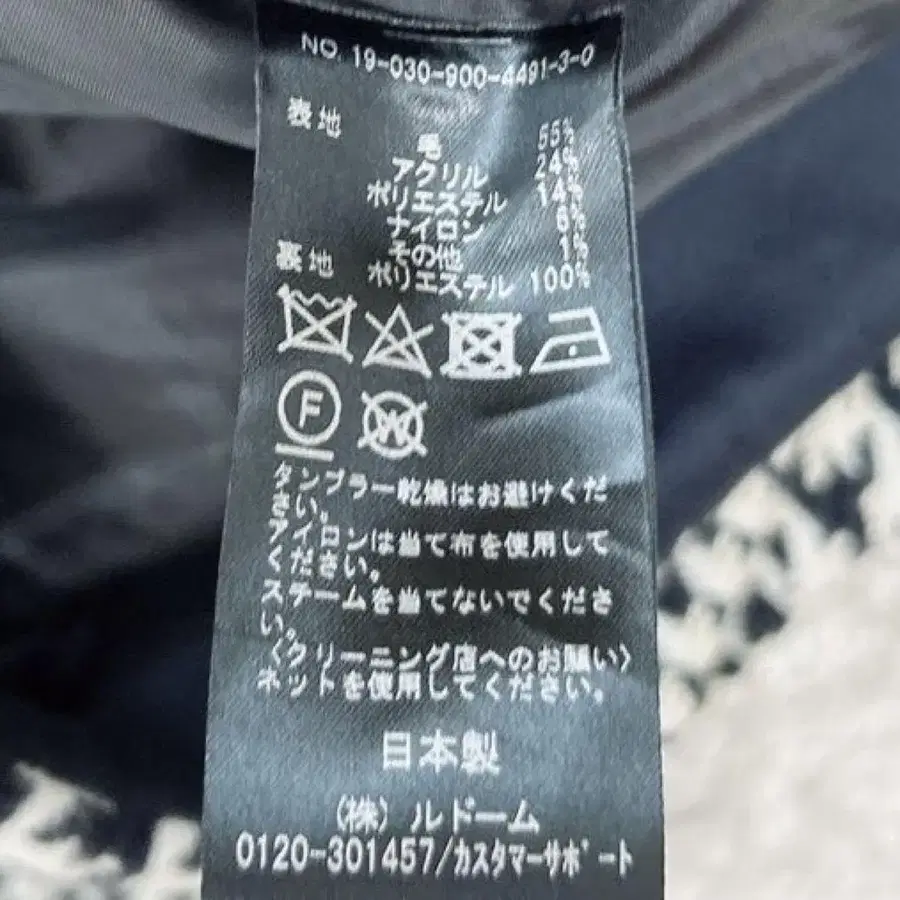 NO. 19-030-900-4491-3-0
表地
毛 55%
アクリル 24%
ポリエステル 14%
ナイロン 6%
その他 1%
裏地 ポリエステル 100%
F W
タンブラー乾燥はお避けくだ
さい。
アイロンは当て布を使用して
ください。
スチームを当てないでくださ
い。
〈クリーニング店へのお願い〉
ネットを使用してください。
日本製
(株) ルドーム
0120-301457/カスタマーサポート